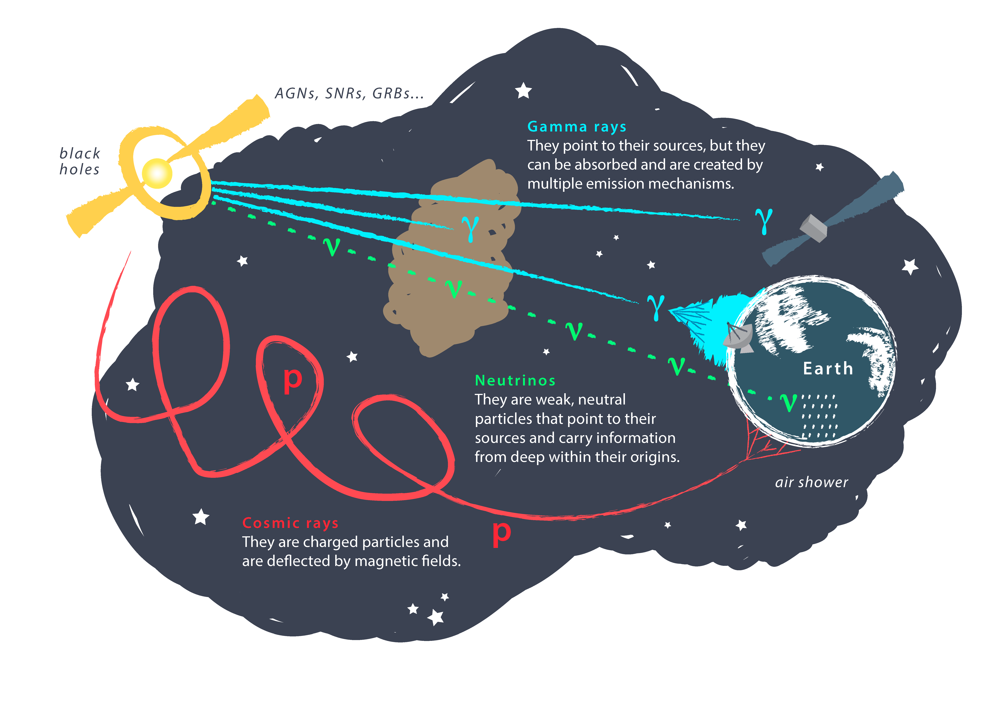 AGNs, SNRs, GRBs...
black
holes
Gamma rays
They point to their sources, but they
can be absorbed and are created by
multiple emission mechanisms.
γ
γ
ν
ν
γ
ν
ν
p
Earth
Neutrinos
They are weak, neutral
particles that point to their
sources and carry information
from deep within their origins.
ν
air shower
Cosmic rays
They are charged particles and
are deflected by magnetic fields.
p